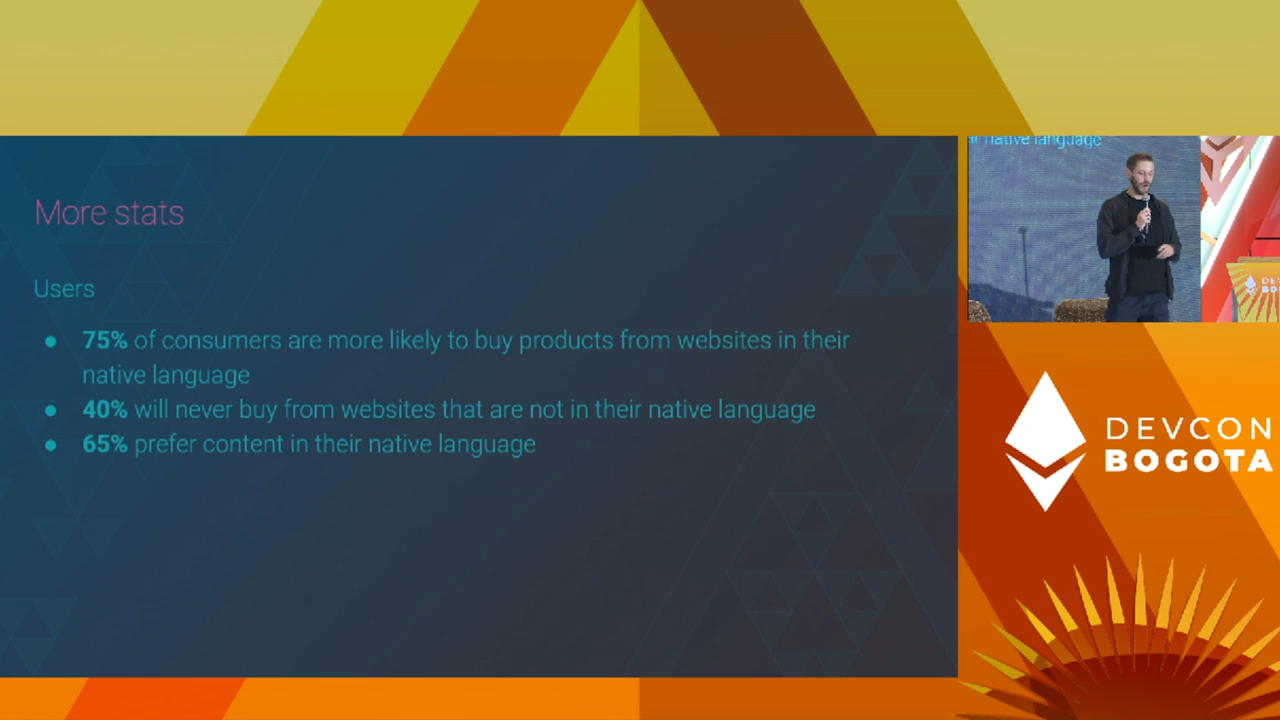 More stats
Users
● 75% of consumers are more likely to buy products from websites in their
native language
● 40% will never buy from websites that are not in their native language
● 65% prefer content in their native language
native language
DEVCON
BOGOTA